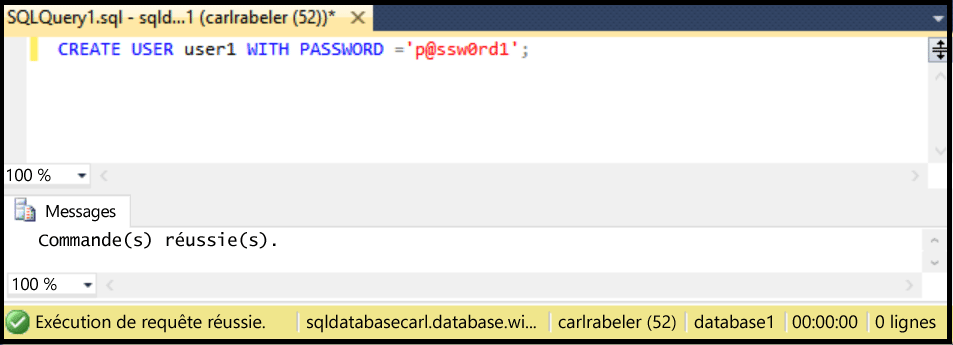 SQLQuery1.sql - sqld...1 (carlrabeler (52))*
CREATE USER user1 WITH PASSWORD ='p@ssw0rd1';
100 %
Messages
Commande(s) réussie(s).
100 %
Exécution de requête réussie. sqldatabasecarl.database.wi... carlrabeler (52) database1 00:00:00 0 lignes